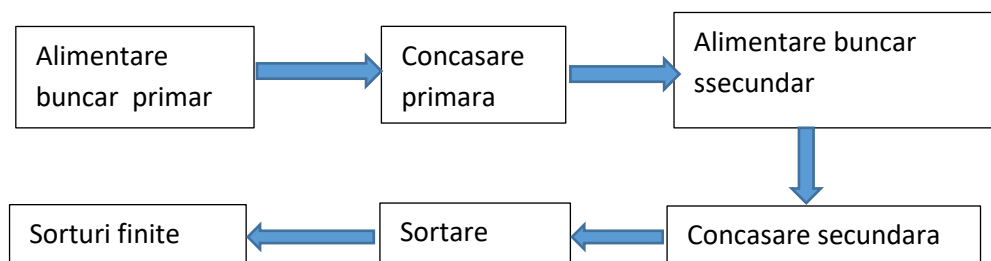 Alimentare
buncar primar
Concasare
primara
Alimentare buncar
ssecundar
Concasare secundara
Sortare
Sorturi finite